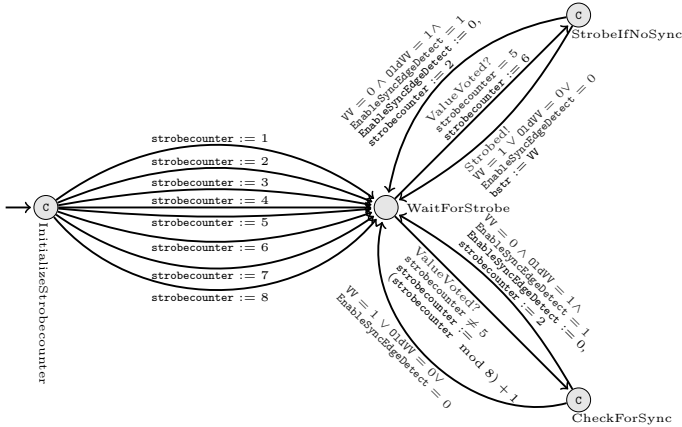 C
InitializeStrobecounter
strobecounter := 1
strobecounter := 2
strobecounter := 3
strobecounter := 4
strobecounter := 5
strobecounter := 6
strobecounter := 7
strobecounter := 8
WaitForStrobe
C
StrobeIfNoSync
VV = 0 ∧ OldVV = 1∧
EnableSyncEdgeDetect = 1
EnableSyncEdgeDetect := 0,
strobecounter := 2
ValueVoted?
strobecounter = 5
strobecounter := 6
Strobed!
VV = 1 ∨ OldVV = 0∨
EnableSyncEdgeDetect = 0
bstr := VV
VV = 0 ∧ OldVV = 1∧
EnableSyncEdgeDetect = 1
EnableSyncEdgeDetect := 0,
strobecounter := 2
ValueVoted?
strobecounter ≠ 5
strobecounter :=
(strobecounter mod 8) + 1
VV = 1 ∨ OldVV = 0∨
EnableSyncEdgeDetect = 0
C
CheckForSync